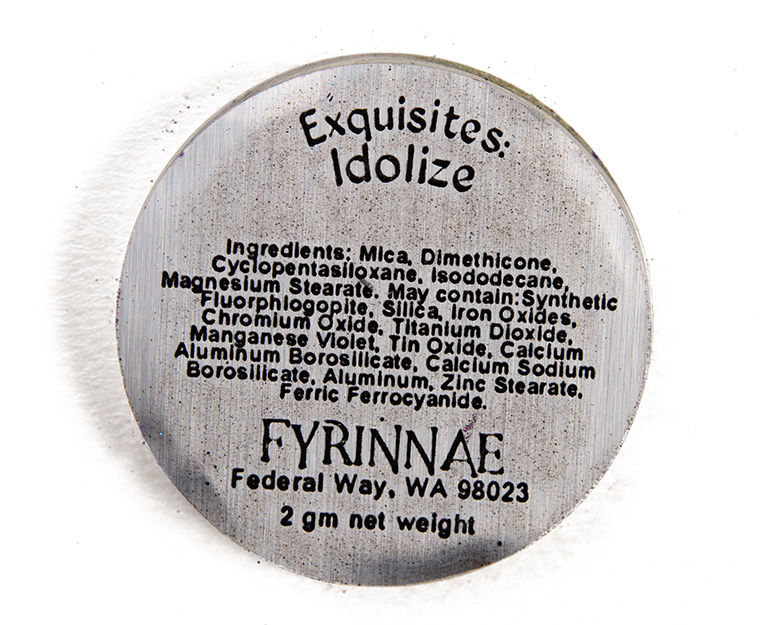 Exquisites:
Idolize
Ingredients: Mica, Dimethicone,
Cyclopentasiloxane, Isododecane,
Magnesium Stearate. May contain: Synthetic
Fluorphlogopite, Silica, Iron Oxides,
Chromium Oxide, Titanium Dioxide,
Manganese Violet, Tin Oxide, Calcium
Aluminum Borosilicate, Calcium Sodium
Borosilicate, Aluminum, Zinc Stearate,
Ferric Ferrocyanide.
FYRINNAE
Federal Way, WA 98023
2 gm net weight